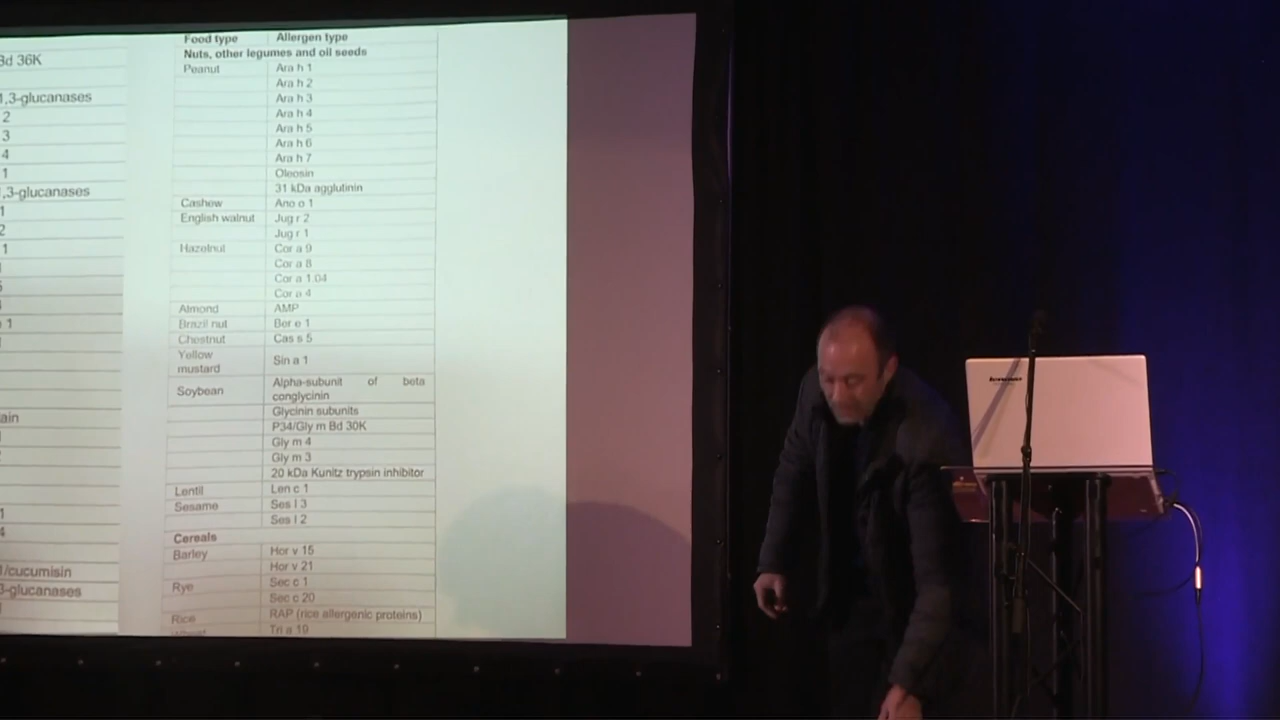 Bd 36K
1,3-glucanases
2
3
4
1
,3-glucanases
1
2
1
1
ain
1
4
1/cucumisin
3-glucanases
Food type Allergen type
Nuts, other legumes and oil seeds
Peanut Ara h 1
Ara h 2
Ara h 3
Ara h 4
Ara h 5
Ara h 6
Ara h 7
Oleosin
31 kDa agglutinin
Cashew Ano o 1
English walnut Jug r 2
Jug r 1
Hazelnut Cor a 9
Cor a 8
Cor a 1.04
Cor a 4
Almond AMP
Brazil nut Ber e 1
Chestnut Cas s 5
Yellow
mustard Sin a 1
Soybean Alpha-subunit of beta
conglycinin
Glycinin subunits
P34/Gly m Bd 30K
Gly m 4
Gly m 3
20 kDa Kunitz trypsin inhibitor
Lentil Len c 1
Sesame Ses i 3
Ses i 2
Cereals
Barley Hor v 15
Hor v 21
Rye Sec c 1
Sec c 20
Rice RAP (rice allergenic proteins)
Tri a 19
lenovo